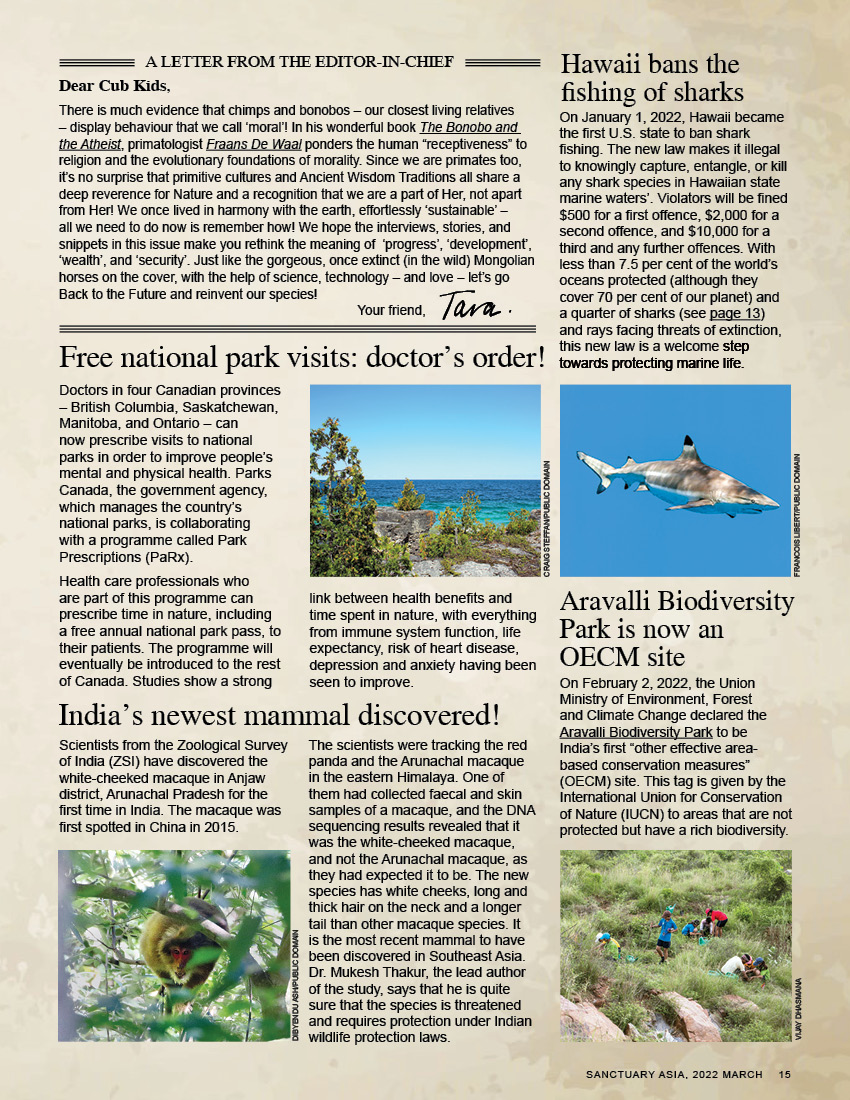 A LETTER FROM THE EDITOR-IN-CHIEF
Dear Cub Kids,
There is much evidence that chimps and bonobos – our closest living relatives
– display behaviour that we call ‘moral’! In his wonderful book The Bonobo and
the Atheist, primatologist Fraans De Waal ponders the human “receptiveness” to
religion and the evolutionary foundations of morality. Since we are primates too,
it’s no surprise that primitive cultures and Ancient Wisdom Traditions all share a
deep reverence for Nature and a recognition that we are a part of Her, not apart
from Her! We once lived in harmony with the earth, effortlessly ‘sustainable’ –
all we need to do now is remember how! We hope the interviews, stories, and
snippets in this issue make you rethink the meaning of ‘progress’, ‘development’,
‘wealth’, and ‘security’. Just like the gorgeous, once extinct (in the wild) Mongolian
horses on the cover, with the help of science, technology – and love – let’s go
Back to the Future and reinvent our species!
Your friend, Tara.
Hawaii bans the
fishing of sharks
On January 1, 2022, Hawaii became
the first U.S. state to ban shark
fishing. The new law makes it illegal
to knowingly capture, entangle, or kill
any shark species in Hawaiian state
marine waters’. Violators will be fined
$500 for a first offence, $2,000 for a
second offence, and $10,000 for a
third and any further offences. With
less than 7.5 per cent of the world’s
oceans protected (although they
cover 70 per cent of our planet) and
a quarter of sharks (see page 13)
and rays facing threats of extinction,
this new law is a welcome step
towards protecting marine life.
FRANCOIS LIBERT/PUBLIC DOMAIN
Free national park visits: doctor’s order!
Doctors in four Canadian provinces
– British Columbia, Saskatchewan,
Manitoba, and Ontario – can
now prescribe visits to national
parks in order to improve people’s
mental and physical health. Parks
Canada, the government agency,
which manages the country’s
national parks, is collaborating
with a programme called Park
Prescriptions (PaRx).
Health care professionals who
are part of this programme can
prescribe time in nature, including
a free annual national park pass, to
their patients. The programme will
eventually be introduced to the rest
of Canada. Studies show a strong
CRAIG STEFFAN/PUBLIC DOMAIN
link between health benefits and
time spent in nature, with everything
from immune system function, life
expectancy, risk of heart disease,
depression and anxiety having been
seen to improve.
Aravalli Biodiversity
Park is now an
OECM site
On February 2, 2022, the Union
Ministry of Environment, Forest
and Climate Change declared the
Aravalli Biodiversity Park to be
India’s first “other effective area-
based conservation measures”
(OECM) site. This tag is given by the
International Union for Conservation
of Nature (IUCN) to areas that are not
protected but have a rich biodiversity.
VIJAY DHASMANA
India’s newest mammal discovered!
Scientists from the Zoological Survey
of India (ZSI) have discovered the
white-cheeked macaque in Anjaw
district, Arunachal Pradesh for the
first time in India. The macaque was
first spotted in China in 2015.
DIBYENDU ASH/PUBLIC DOMAIN
The scientists were tracking the red
panda and the Arunachal macaque
in the eastern Himalaya. One of
them had collected faecal and skin
samples of a macaque, and the DNA
sequencing results revealed that it
was the white-cheeked macaque,
and not the Arunachal macaque, as
they had expected it to be. The new
species has white cheeks, long and
thick hair on the neck and a longer
tail than other macaque species. It
is the most recent mammal to have
been discovered in Southeast Asia.
Dr. Mukesh Thakur, the lead author
of the study, says that he is quite
sure that the species is threatened
and requires protection under Indian
wildlife protection laws.
SANCTUARY ASIA, 2022 MARCH 15